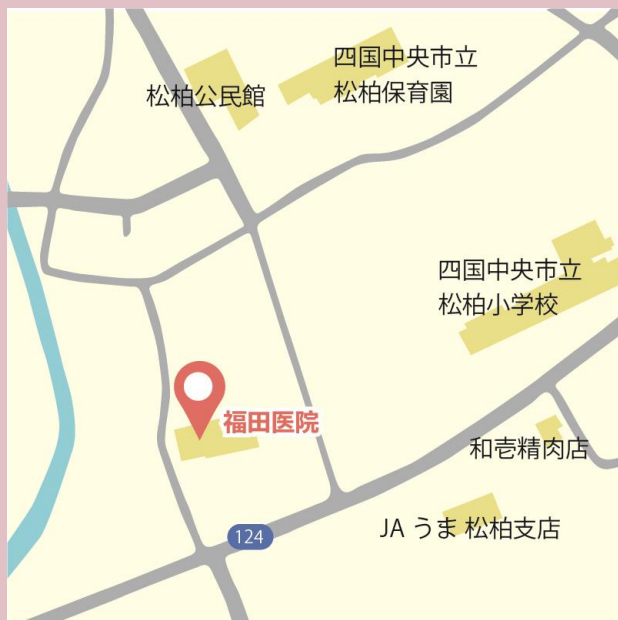 四国中央市立
松柏保育園
松柏公民館
四国中央市立
松柏小学校
福田医院
和壱精肉店
JA うま 松柏支店
124